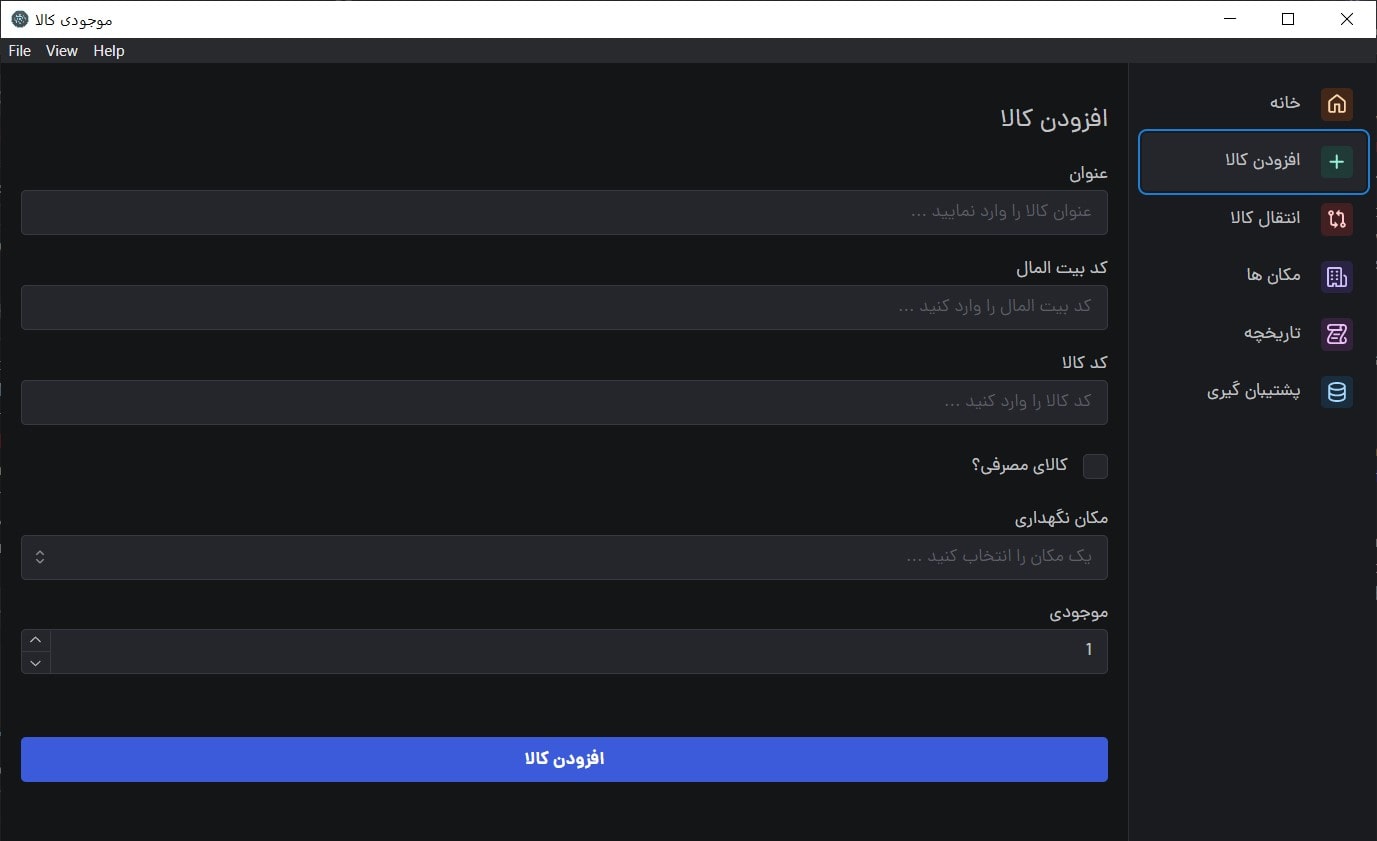 موجودی کالا
File View Help
خانه
افزودن کالا
انتقال کالا
مکان ها
تاریخچه
پشتیبان گیری
افزودن کالا
عنوان
عنوان کالا را وارد نمایید ...
کد بیت المال
کد بیت المال را وارد کنید ...
کد کالا
کد کالا را وارد کنید ...
کالای مصرفی؟
مکان نگهداری
یک مکان را انتخاب کنید ...
موجودی
1
افزودن کالا